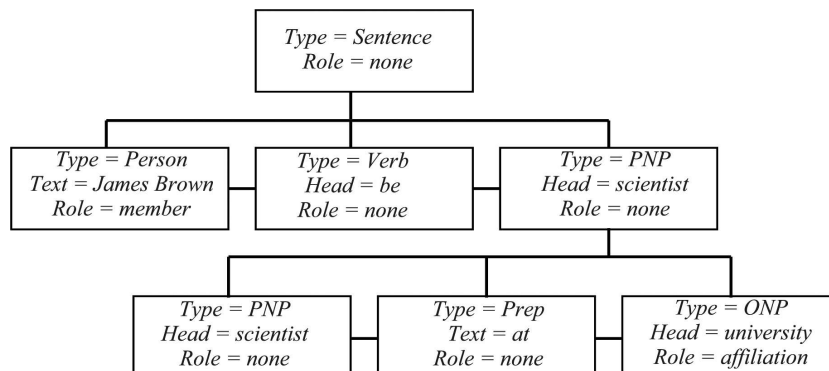 Type = Sentence
Role = none
Type = Person
Text = James Brown
Role = member
Type = Verb
Head = be
Role = none
Type = PNP
Head = scientist
Role = none
Type = PNP
Head = scientist
Role = none
Type = Prep
Text = at
Role = none
Type = ONP
Head = university
Role = affiliation